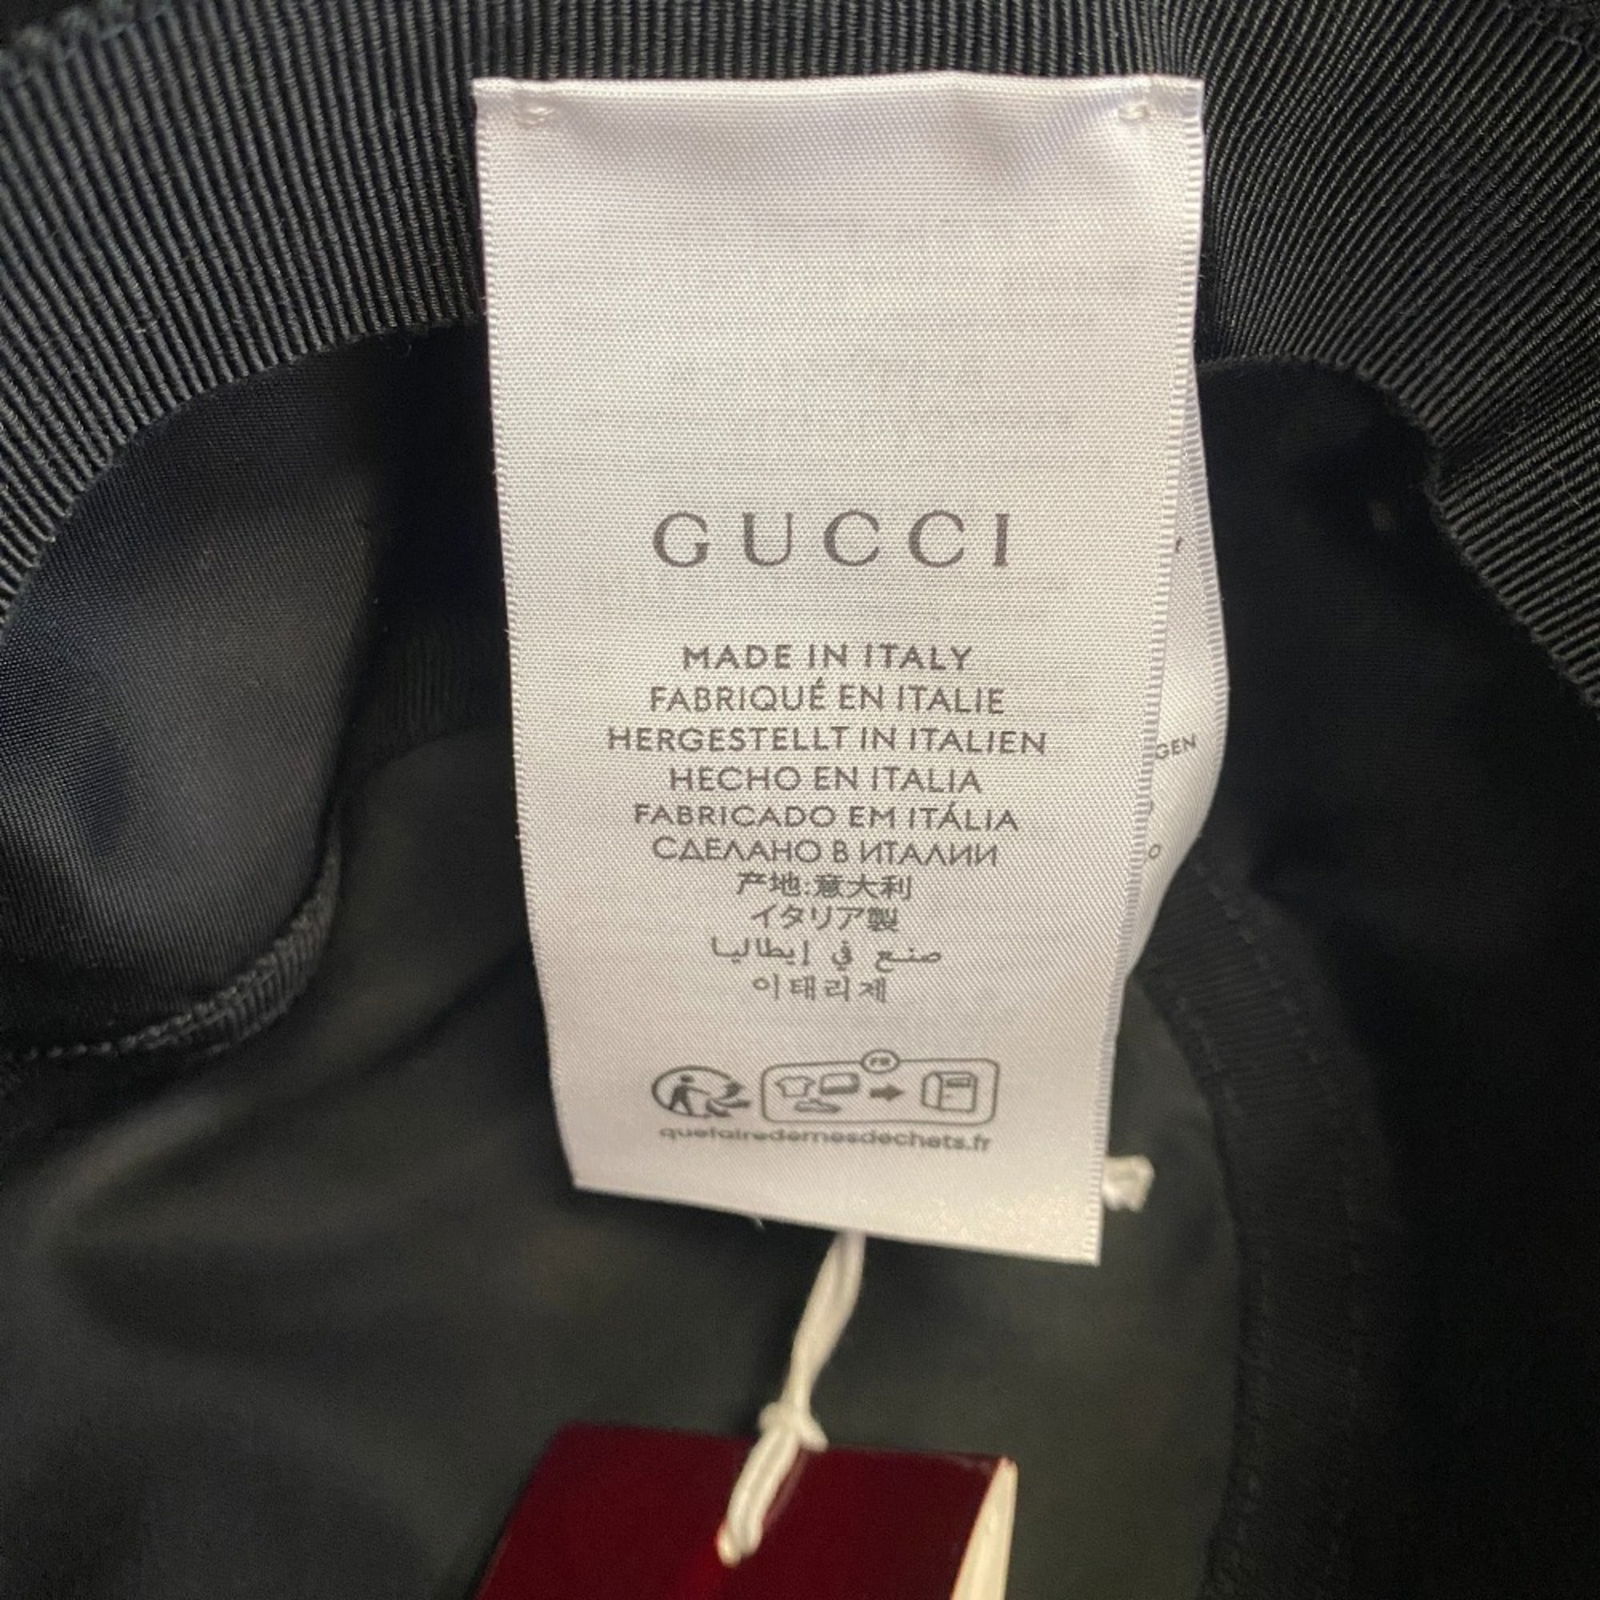 GUCCI
MADE IN ITALY
FABRIQUÉ EN ITALIE
HERGESTELLT IN ITALIEN
HECHO EN ITALIA
FABRICADO EM ITÁLIA
СДЕЛАНО В ИТАЛИИ
产地:意大利
イタリア製
صنع في إيطاليا
이태리제
FR
quefairedemesdechets.fr